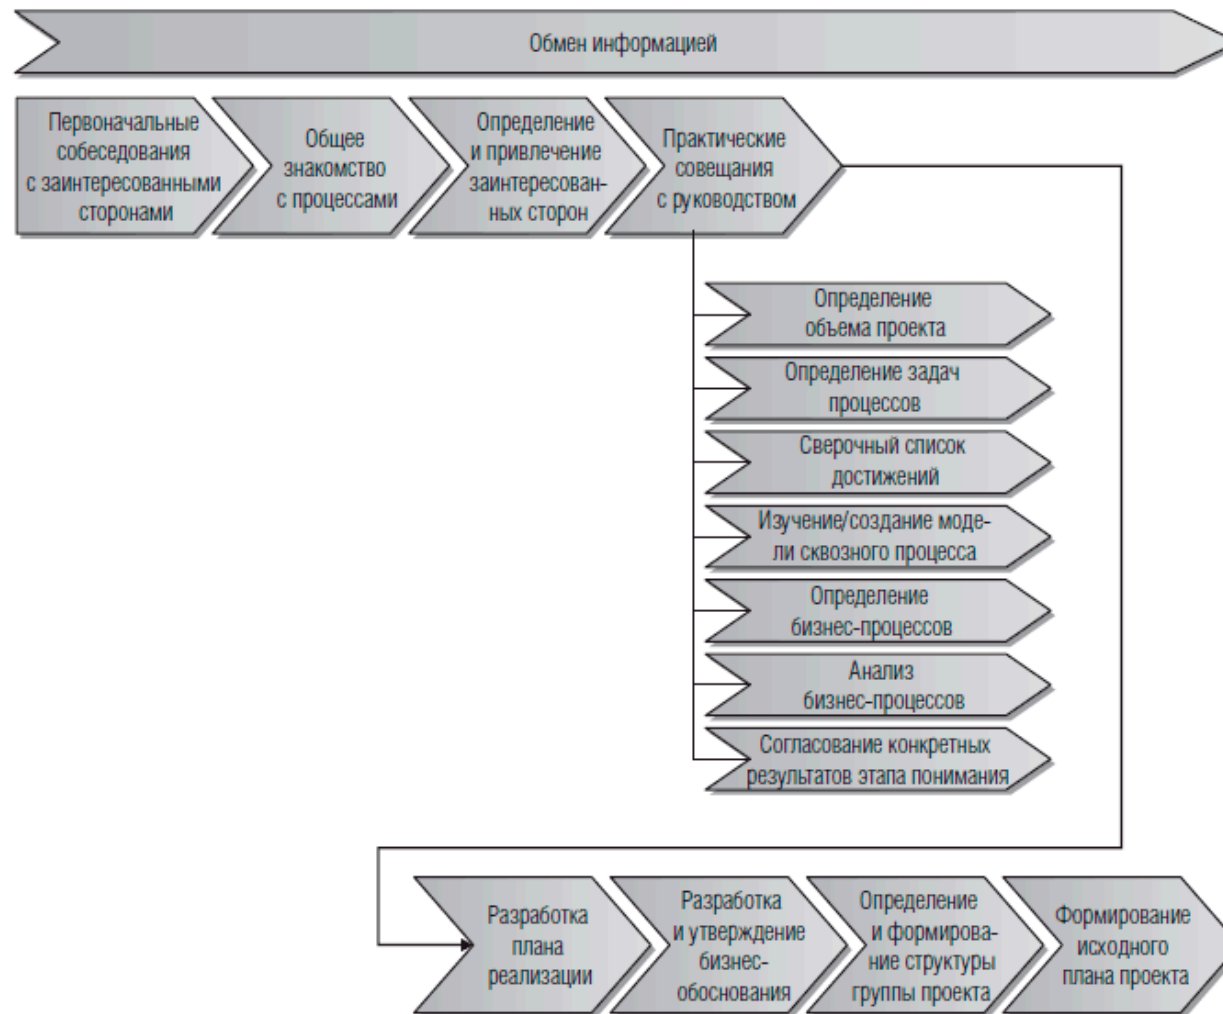 Обмен информацией
Первоначальные
собеседования
с заинтересованными
сторонами
Общее
знакомство
с процессами
Определение
и привлечение
заинтересован-
ных сторон
Практические
совещания
с руководством
Определение
объема проекта
Определение задач
процессов
Сверочный список
достижений
Изучение/создание моде-
ли сквозного процесса
Определение
бизнес-процессов
Анализ
бизнес-процессов
Согласование конкретных
результатов этапа понимания
Разработка
плана
реализации
Разработка
и утверждение
бизнес-
обоснования
Определение
и формирова-
ние структуры
группы проекта
Формирование
исходного
плана проекта